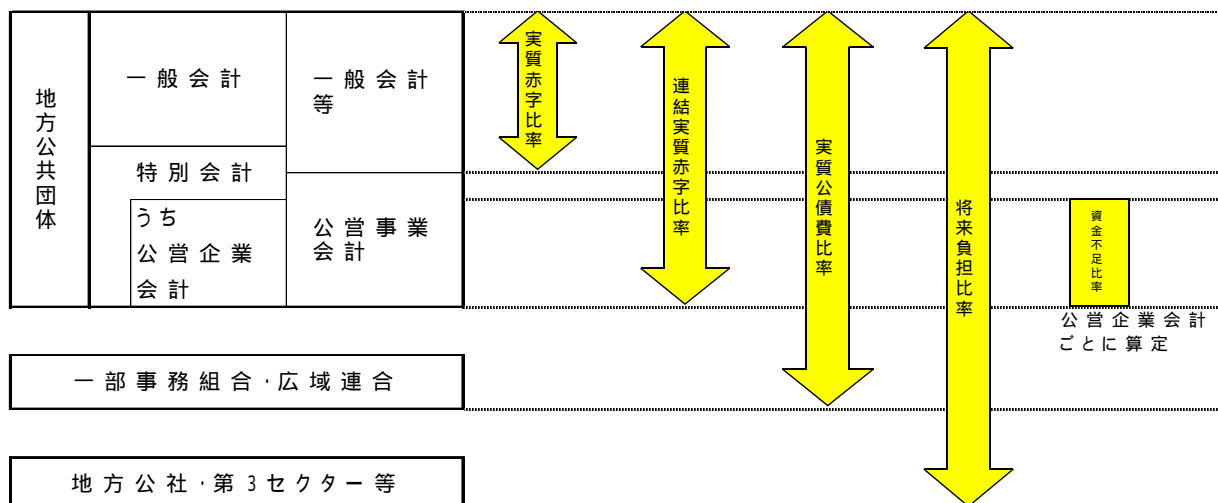 地方公共団体
一般会計
一般会計
等
特別会計
うち
公営企業
会計
公営事業
会計
実質赤字比率
連結実質赤字比率
実質公債費比率
将来負担比率
資金不足比率
公営企業会計
ごとに算定
一部事務組合・広域連合
地方公社・第3セクター等